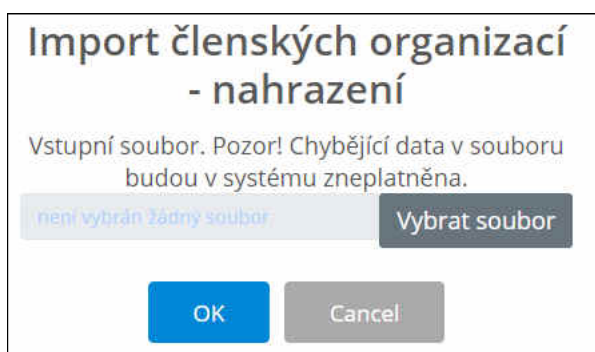 Import členských organizací
- nahrazení
Vstupní soubor. Pozor! Chybějící data v souboru
budou v systému zneplatněna.
není vybrán žádný soubor
Vybrat soubor
OK
Cancel